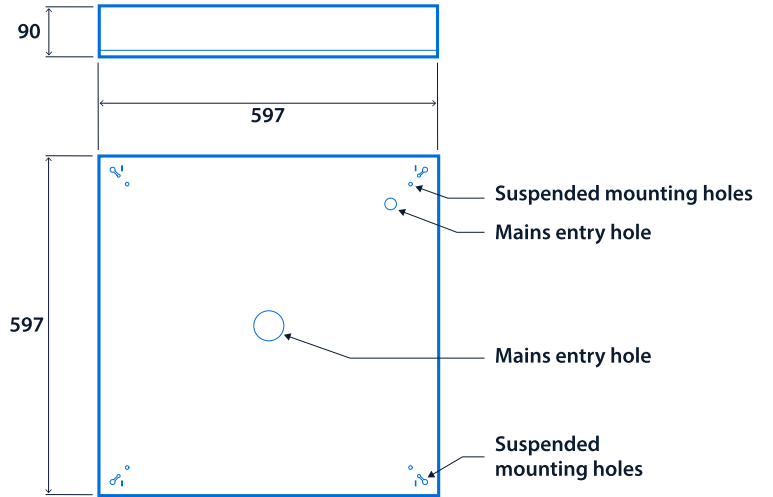 90
597
Suspended mounting holes
Mains entry hole
597
Mains entry hole
Suspended
mounting holes